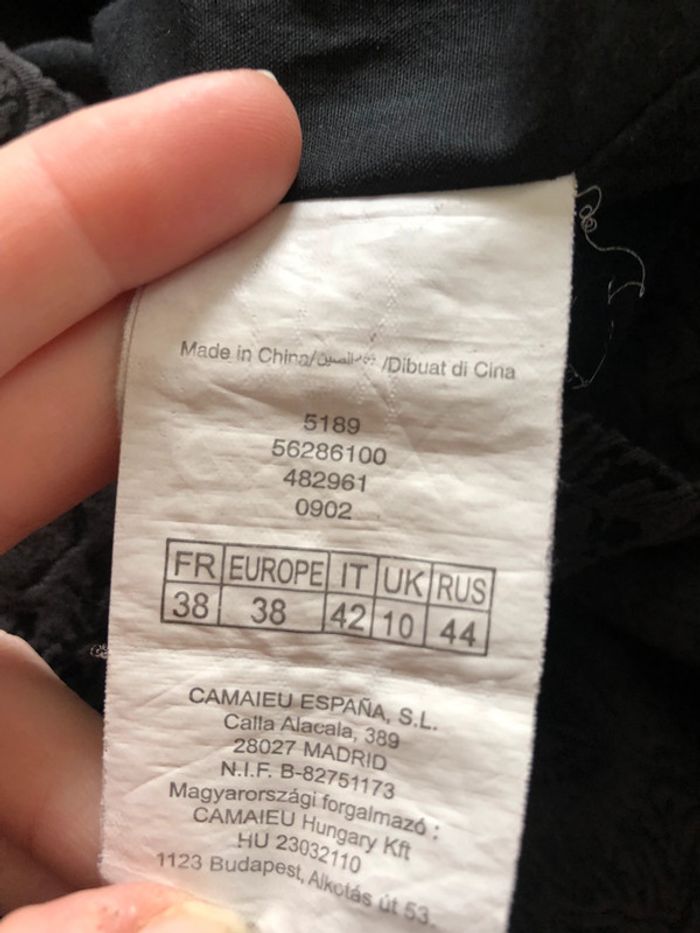 Made in China/ /Dibuat di Cina
5189
56286100
482961
0902
FR EUROPE IT UK RUS
38 38 42 10 44
CAMAIEU ESPAÑA, S.L.
Calla Alacala, 389
28027 MADRID
N.I.F. B-82751173
Magyarországi forgalmazó :
CAMAIEU Hungary Kft
HU 23032110
1123 Budapest, Alkotás út 53.